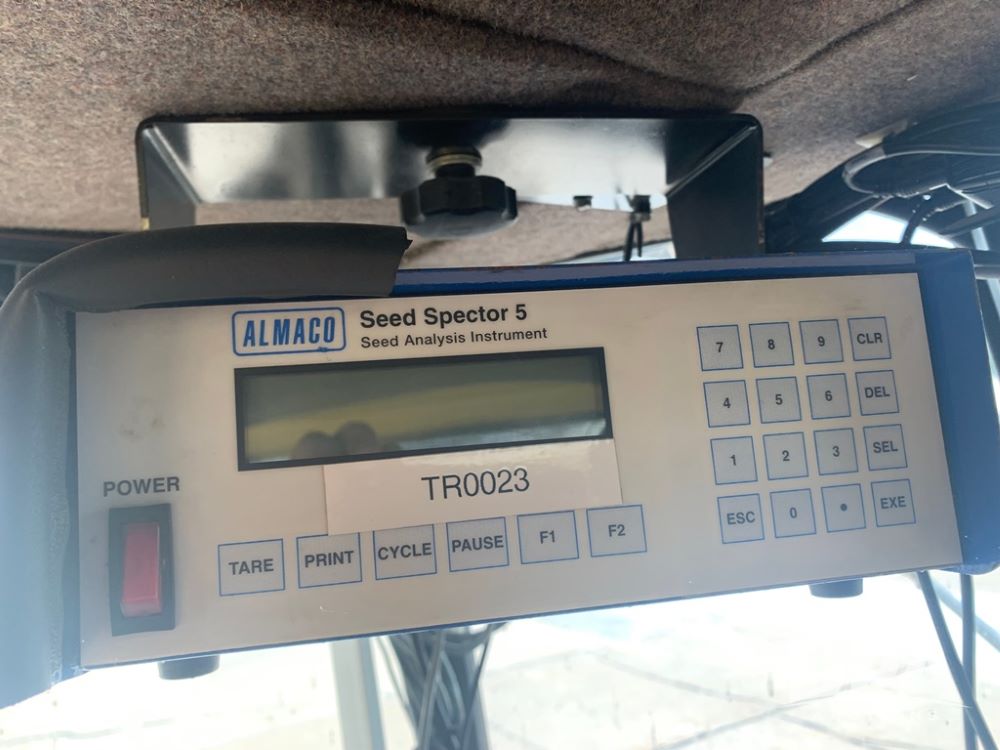 ALMACO
Seed Spector 5
Seed Analysis Instrument
7 8 9 CLR
4 5 6 DEL
1 2 3 SEL
ESC 0 • EXE
POWER
TR0023
TARE PRINT CYCLE PAUSE F1 F2